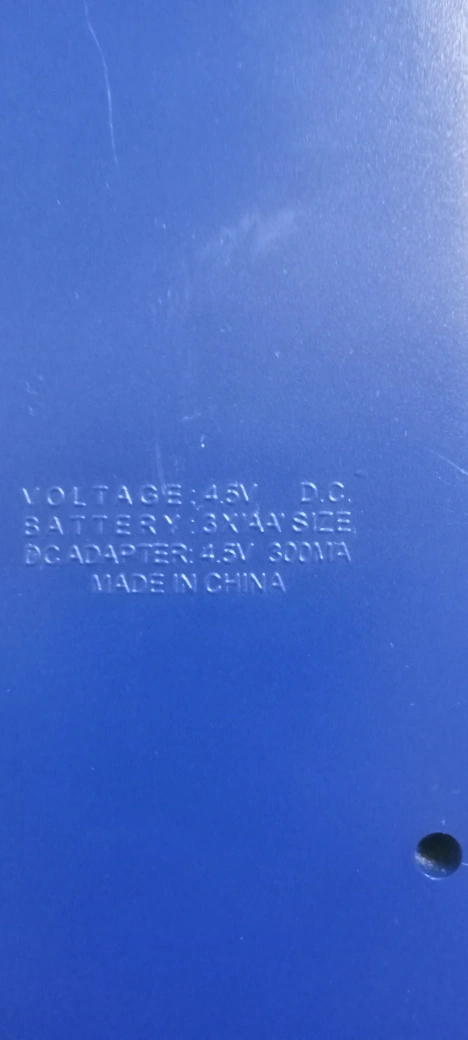 VOLTAGE: 4.5V D.C.
BATTERY: 3X'AA' SIZE
DC ADAPTER: 4.5V 300MA
MADE IN CHINA